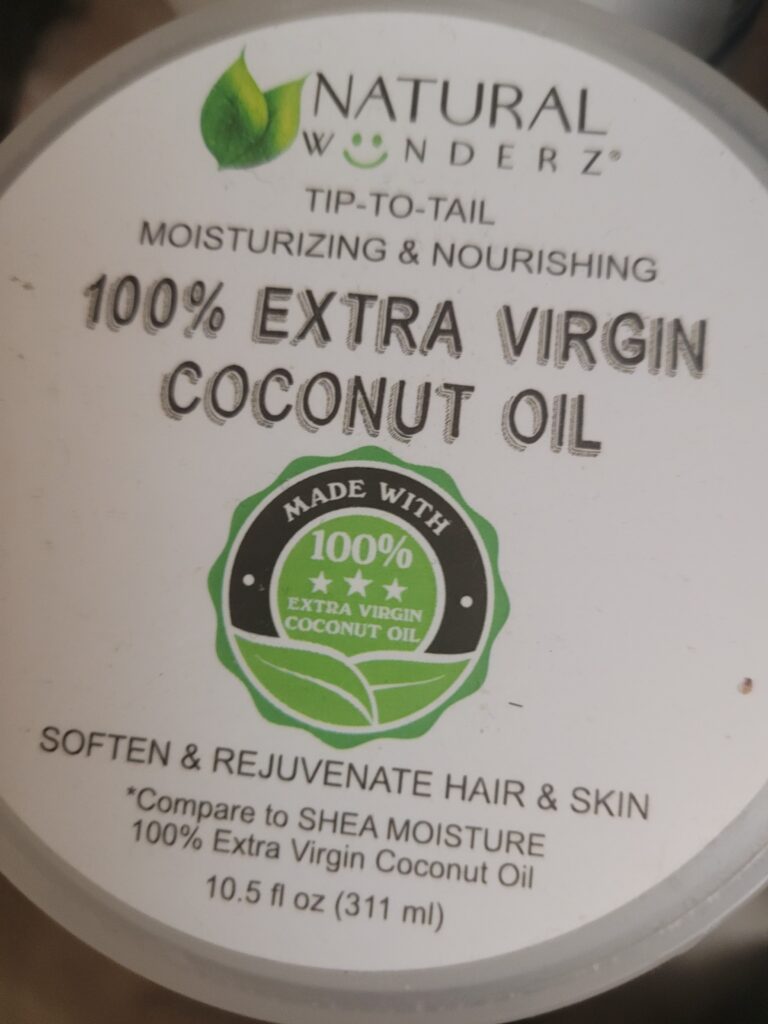 NATURAL
WONDERZ®
TIP-TO-TAIL
MOISTURIZING & NOURISHING
100% EXTRA VIRGIN
COCONUT OIL
MADE WITH
100%
EXTRA VIRGIN
COCONUT OIL
SOFTEN & REJUVENATE HAIR & SKIN
*Compare to SHEA MOISTURE
100% Extra Virgin Coconut Oil
10.5 fl oz (311 ml)